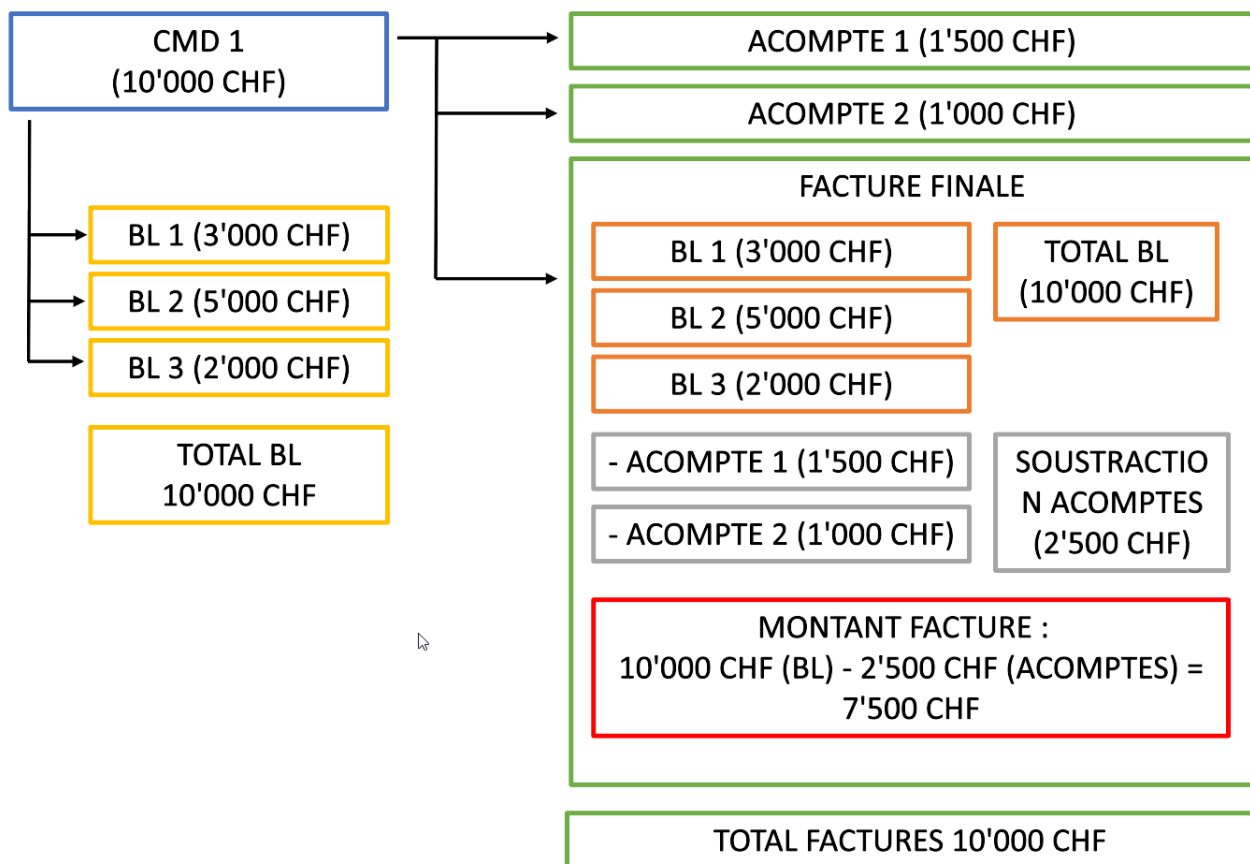 CMD 1
(10'000 CHF)
BL 1 (3'000 CHF)
BL 2 (5'000 CHF)
BL 3 (2'000 CHF)
TOTAL BL
10'000 CHF
ACOMPTE 1 (1'500 CHF)
ACOMPTE 2 (1'000 CHF)
FACTURE FINALE
BL 1 (3'000 CHF)
BL 2 (5'000 CHF)
BL 3 (2'000 CHF)
TOTAL BL
(10'000 CHF)
- ACOMPTE 1 (1'500 CHF)
- ACOMPTE 2 (1'000 CHF)
SOUSTRACTIO
N ACOMPTES
(2'500 CHF)
MONTANT FACTURE :
10'000 CHF (BL) - 2'500 CHF (ACOMPTES) =
7'500 CHF
TOTAL FACTURES 10'000 CHF